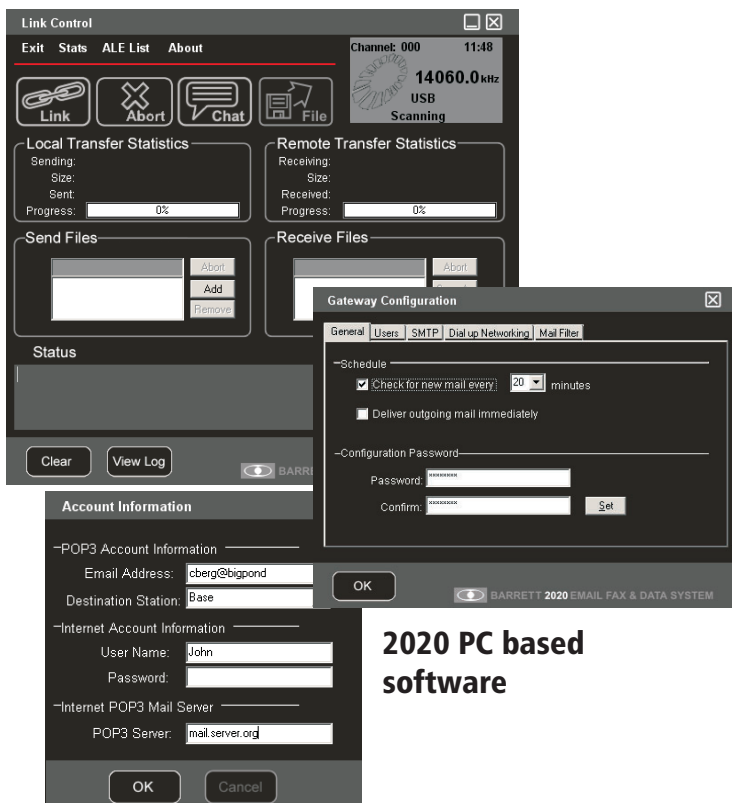 Link Control
Exit Stats ALE List About
Channel: 000 11:48
14060.0 kHz
USB
Scanning
Link Abort Chat File
Local Transfer Statistics
Sending:
Size:
Sent:
Progress: 0%
Remote Transfer Statistics
Receiving:
Size:
Received:
Progress: 0%
Send Files
Abort
Add
Remove
Receive Files
Abort
Status
Clear View Log
Gateway Configuration
General Users SMTP Dial up Networking Mail Filter
Schedule
Check for new mail every 20 minutes
Deliver outgoing mail immediately
Configuration Password
Password: ********
Confirm: ********
Set
OK
BARRETT 2020 EMAIL FAX & DATA SYSTEM
Account Information
POP3 Account Information
Email Address: cberg@bigpond
Destination Station: Base
Internet Account Information
User Name: John
Password:
Internet POP3 Mail Server
POP3 Server: mail.server.org
OK Cancel
2020 PC based
software